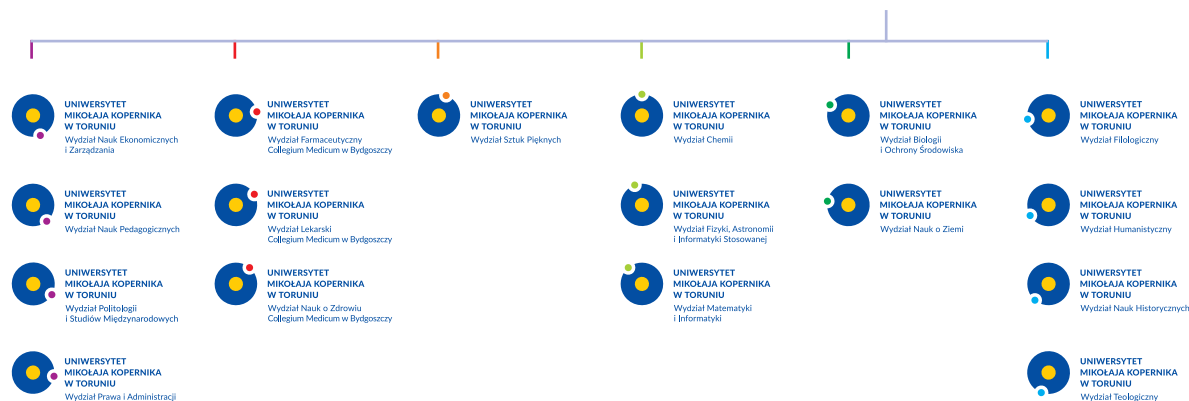 UNIWERSYTET
MIKOŁAJA KOPERNIKA
W TORUNIU
Wydział Nauk Ekonomicznych
i Zarządzania
UNIWERSYTET
MIKOŁAJA KOPERNIKA
W TORUNIU
Wydział Farmaceutyczny
Collegium Medicum w Bydgoszczy
UNIWERSYTET
MIKOŁAJA KOPERNIKA
W TORUNIU
Wydział Sztuk Pięknych
UNIWERSYTET
MIKOŁAJA KOPERNIKA
W TORUNIU
Wydział Chemii
UNIWERSYTET
MIKOŁAJA KOPERNIKA
W TORUNIU
Wydział Biologii
i Ochrony Środowiska
UNIWERSYTET
MIKOŁAJA KOPERNIKA
W TORUNIU
Wydział Filologiczny
UNIWERSYTET
MIKOŁAJA KOPERNIKA
W TORUNIU
Wydział Nauk Pedagogicznych
UNIWERSYTET
MIKOŁAJA KOPERNIKA
W TORUNIU
Wydział Lekarski
Collegium Medicum w Bydgoszczy
UNIWERSYTET
MIKOŁAJA KOPERNIKA
W TORUNIU
Wydział Fizyki, Astronomii
i Informatyki Stosowanej
UNIWERSYTET
MIKOŁAJA KOPERNIKA
W TORUNIU
Wydział Nauk o Ziemi
UNIWERSYTET
MIKOŁAJA KOPERNIKA
W TORUNIU
Wydział Humanistyczny
UNIWERSYTET
MIKOŁAJA KOPERNIKA
W TORUNIU
Wydział Politologii
i Studiów Międzynarodowych
UNIWERSYTET
MIKOŁAJA KOPERNIKA
W TORUNIU
Wydział Nauk o Zdrowiu
Collegium Medicum w Bydgoszczy
UNIWERSYTET
MIKOŁAJA KOPERNIKA
W TORUNIU
Wydział Matematyki
i Informatyki
UNIWERSYTET
MIKOŁAJA KOPERNIKA
W TORUNIU
Wydział Nauk Historycznych
UNIWERSYTET
MIKOŁAJA KOPERNIKA
W TORUNIU
Wydział Prawa i Administracji
UNIWERSYTET
MIKOŁAJA KOPERNIKA
W TORUNIU
Wydział Teologiczny